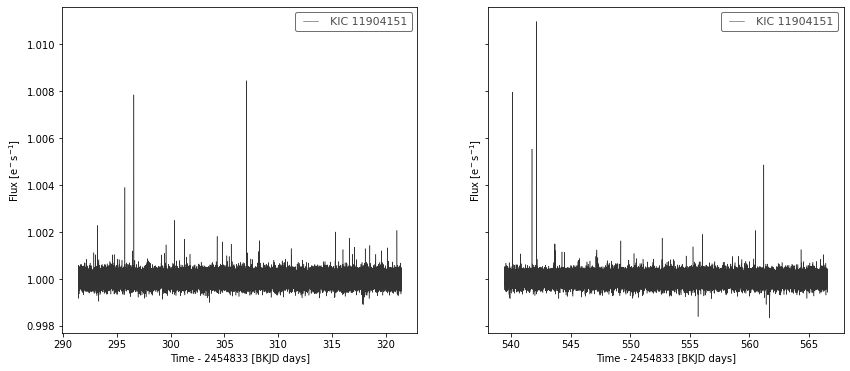 KIC 11904151
1.010
1.008
1.006
1.004
1.002
1.000
0.998
Flux [e⁻ s⁻¹]
290 295 300 305 310 315 320
Time - 2454833 [BKJD days]
KIC 11904151
Flux [e⁻ s⁻¹]
540 545 550 555 560 565
Time - 2454833 [BKJD days]